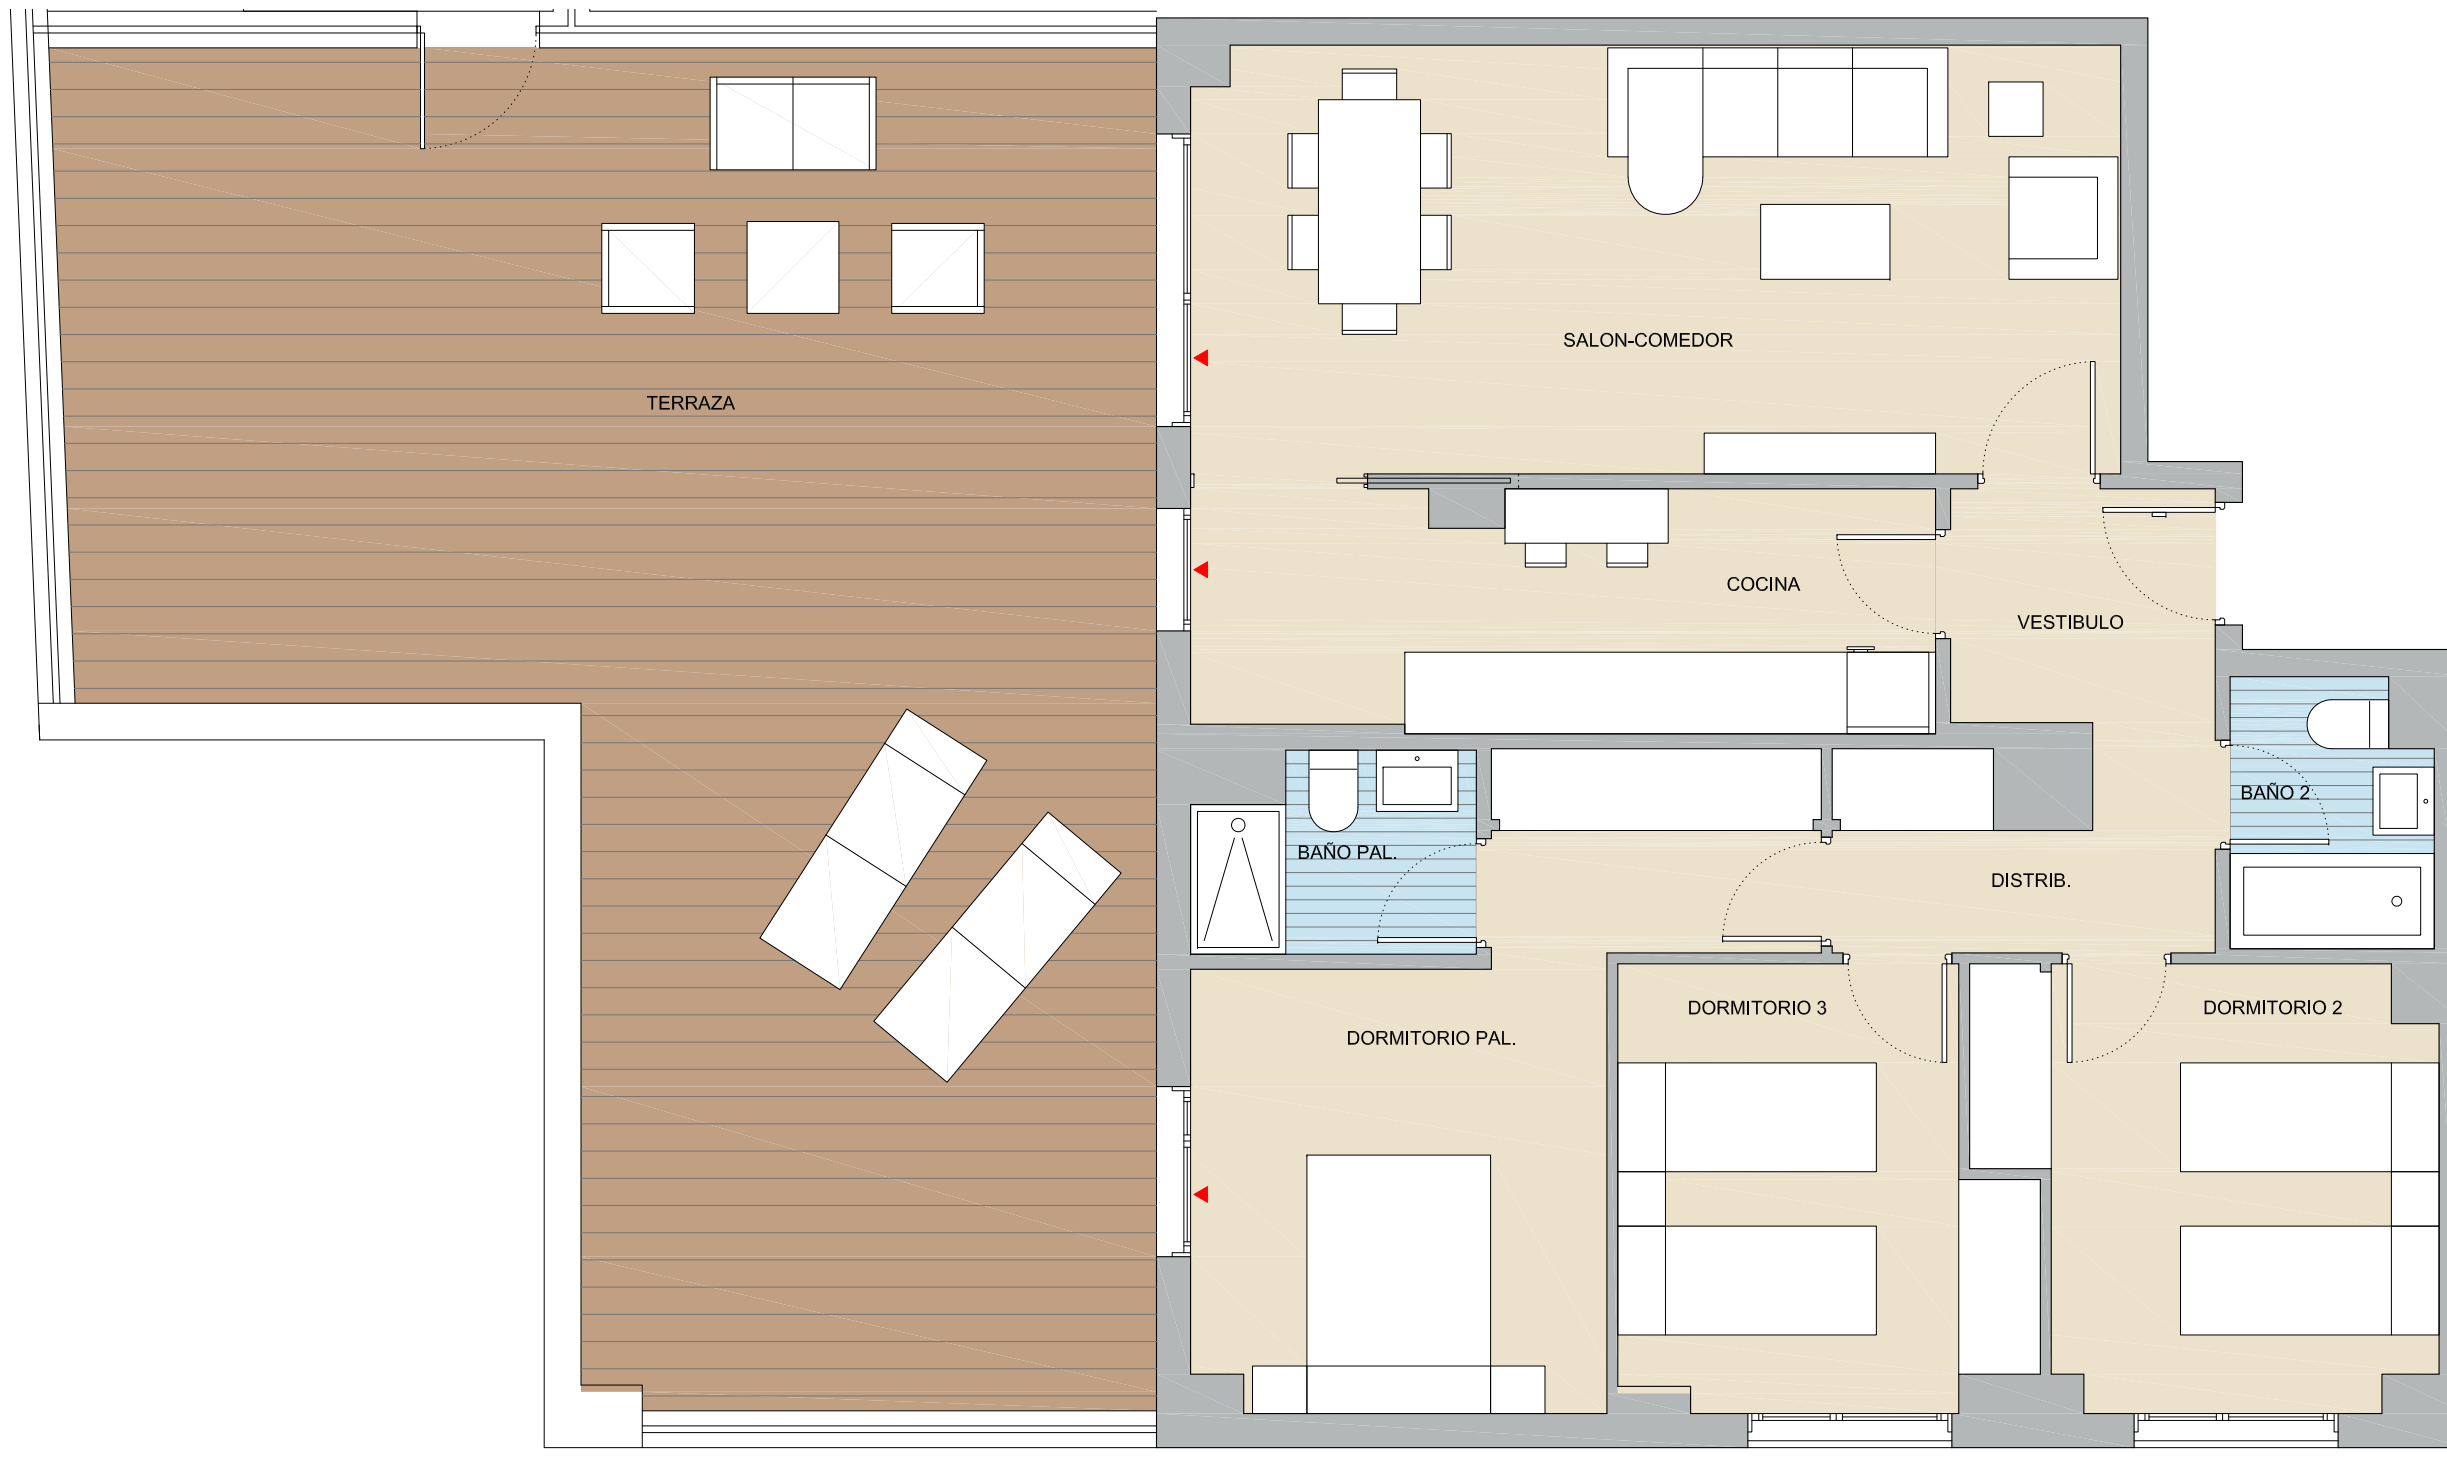 SALON-COMEDOR
TERRAZA
COCINA
VESTIBULO
BAÑO 2
BAÑO PAL.
DISTRIB.
DORMITORIO 3
DORMITORIO 2
DORMITORIO PAL.